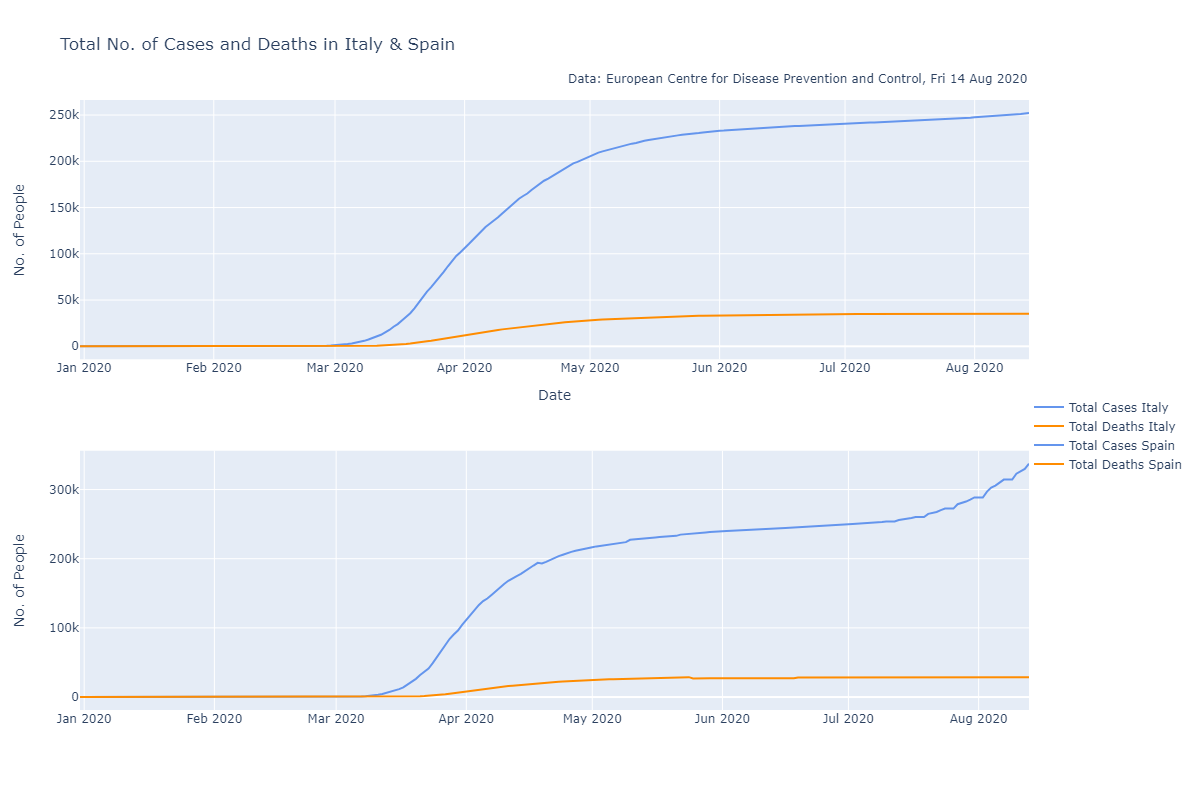 Total No. of Cases and Deaths in Italy & Spain
Data: European Centre for Disease Prevention and Control, Fri 14 Aug 2020
No. of People
250k
200k
150k
100k
50k
0
Jan 2020 Feb 2020 Mar 2020 Apr 2020 May 2020 Jun 2020 Jul 2020 Aug 2020
Date
Total Cases Italy
Total Deaths Italy
Total Cases Spain
Total Deaths Spain
No. of People
300k
200k
100k
0
Jan 2020 Feb 2020 Mar 2020 Apr 2020 May 2020 Jun 2020 Jul 2020 Aug 2020